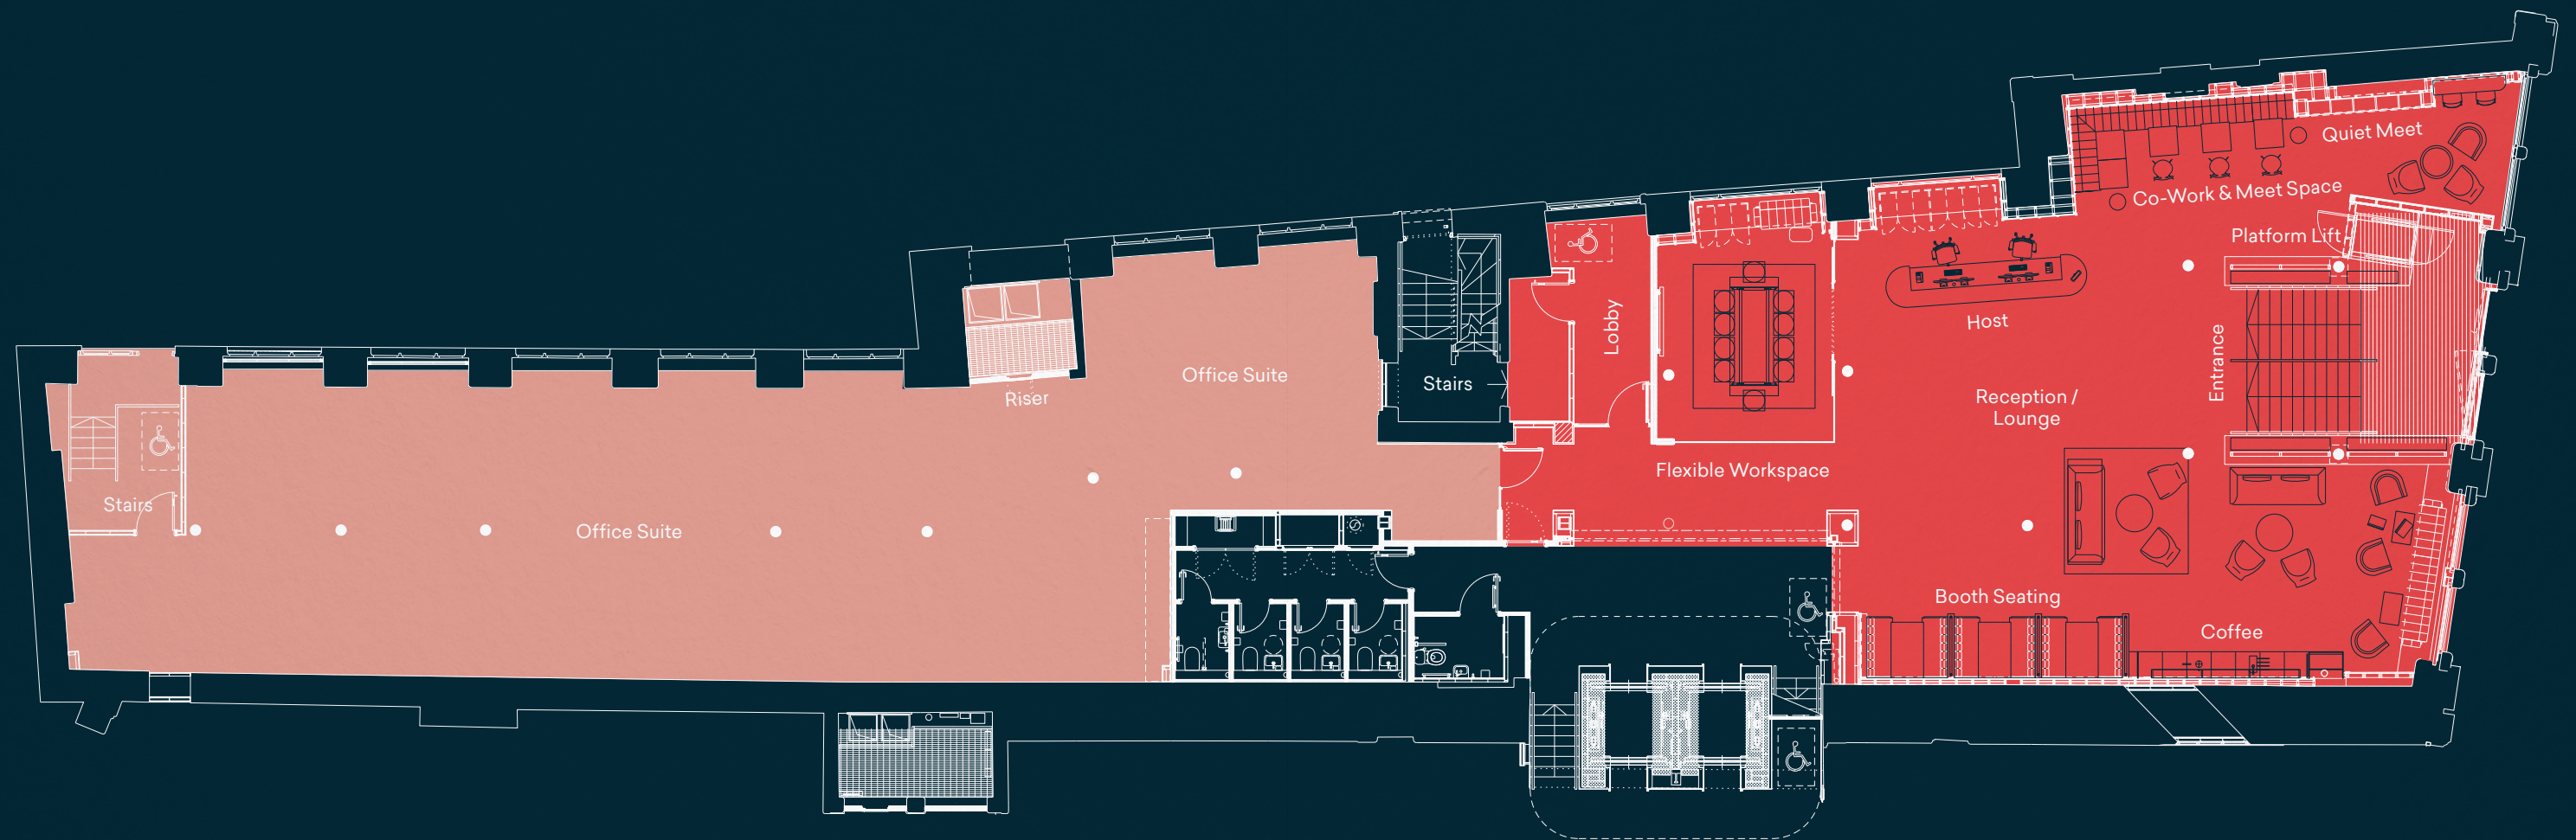 Quiet Meet
Co-Work & Meet Space
Platform Lift
Host
Entrance
Lobby
Office Suite
Stairs
Riser
Reception /
Lounge
Flexible Workspace
Stairs
Office Suite
Booth Seating
Coffee